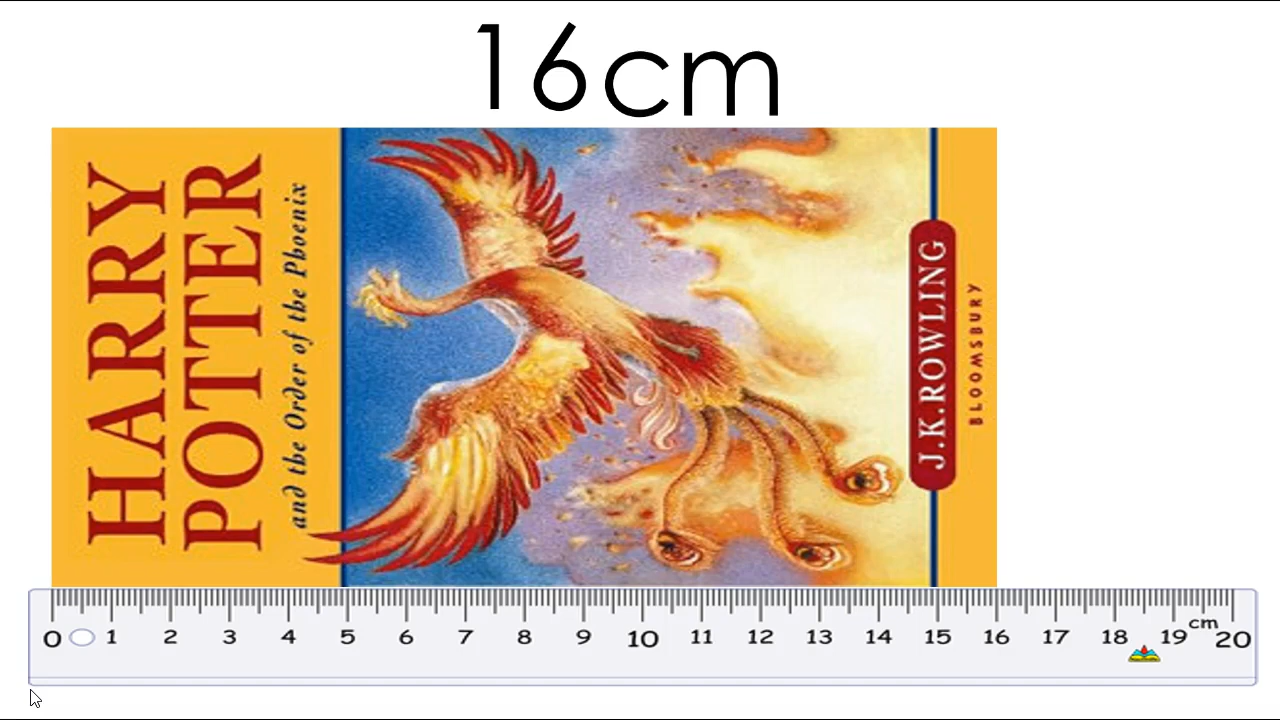 16cm
HARRY
POTTER
and the Order of the Phoenix
J.K.ROWLING
BLOOMSBURY
cm
0 1 2 3 4 5 6 7 8 9 10 11 12 13 14 15 16 17 18 19 20